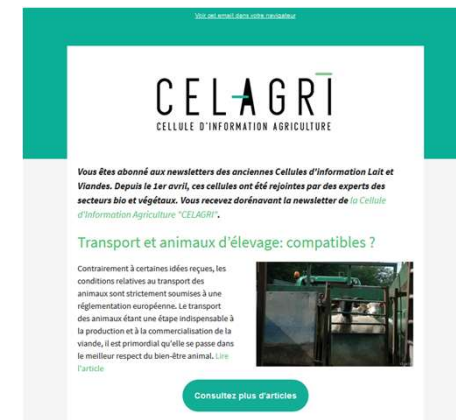 Voir cet email dans votre navigateur
CELAGRI
CELLULE D'INFORMATION AGRICULTURE
Vous êtes abonné aux newsletters des anciennes Cellules d'information Lait et
Viandes. Depuis le 1er avril, ces cellules ont été rejointes par des experts des
secteurs bio et végétaux. Vous recevez dorénavant la newsletter de la Cellule
d'Information Agriculture "CELAGRI".
Transport et animaux d'élevage: compatibles ?
Contrairement à certaines idées reçues, les
conditions relatives au transport des
animaux sont strictement soumises à une
réglementation européenne. Le transport
des animaux étant une étape indispensable à
la production et à la commercialisation de la
viande, il est primordial qu'elle se passe dans
le meilleur respect du bien-être animal. Lire
l'article
Consultez plus d'articles